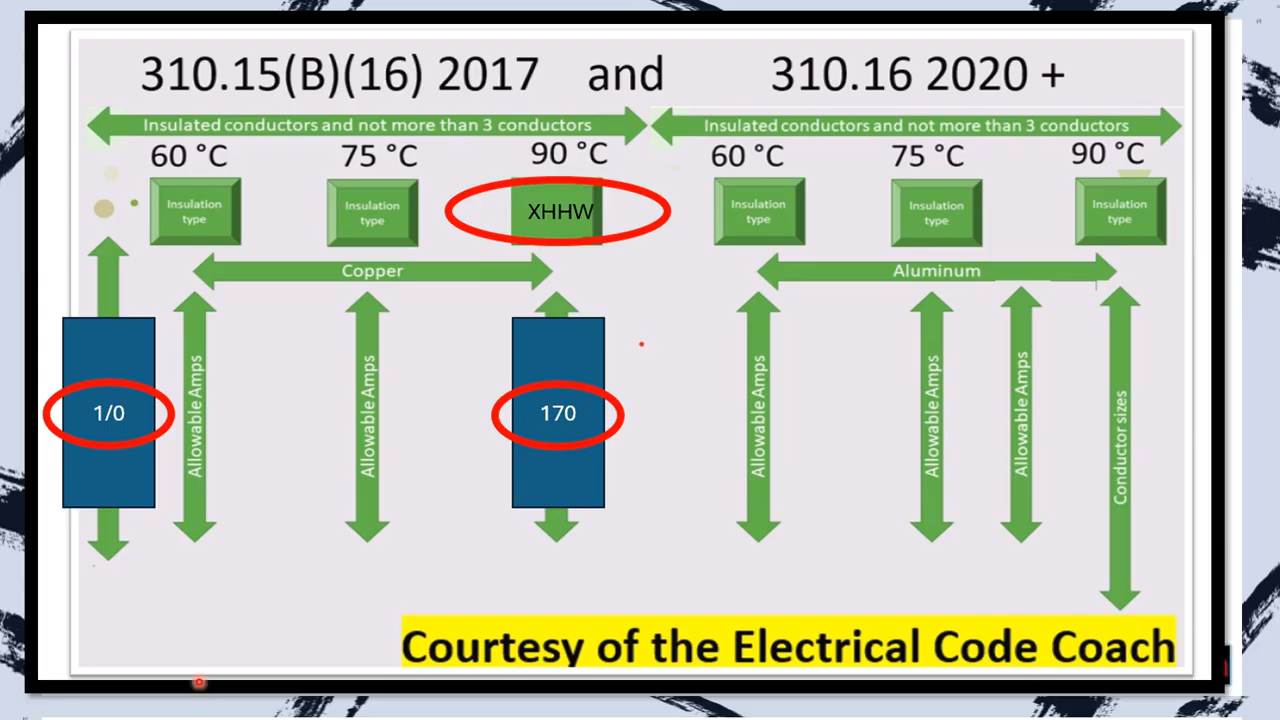 310.15(B)(16) 2017 and 310.16 2020 +
Insulated conductors and not more than 3 conductors
Insulated conductors and not more than 3 conductors
60 °C 75 °C 90 °C 60 °C 75 °C 90 °C
Insulation
type
Insulation
type
XHHW
Insulation
type
Insulation
type
Insulation
type
Copper
Aluminum
1/0
Allowable Amps
Allowable Amps
170
Allowable Amps
Allowable Amps
Allowable Amps
Conductor sizes
Courtesy of the Electrical Code Coach